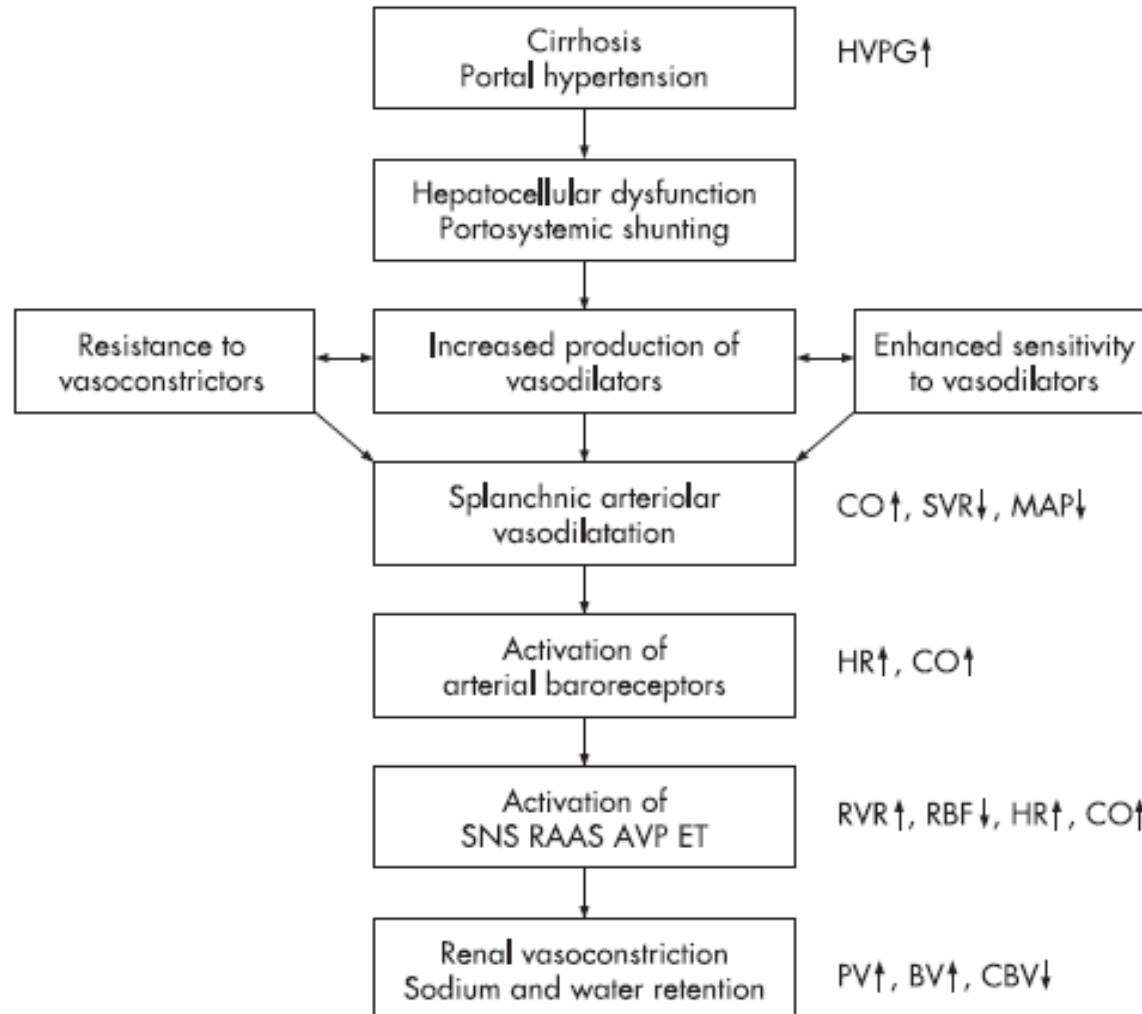 Cirrhosis
Portal hypertension
HVPG↑
Hepatocellular dysfunction
Portosystemic shunting
Resistance to
vasoconstrictors
Increased production of
vasodilators
Enhanced sensitivity
to vasodilators
Splanchnic arteriolar
vasodilatation
CO↑, SVR↓, MAP↓
Activation of
arterial baroreceptors
HR↑, CO↑
Activation of
SNS RAAS AVP ET
RVR↑, RBF↓, HR↑, CO↑
Renal vasoconstriction
Sodium and water retention
PV↑, BV↑, CBV↓